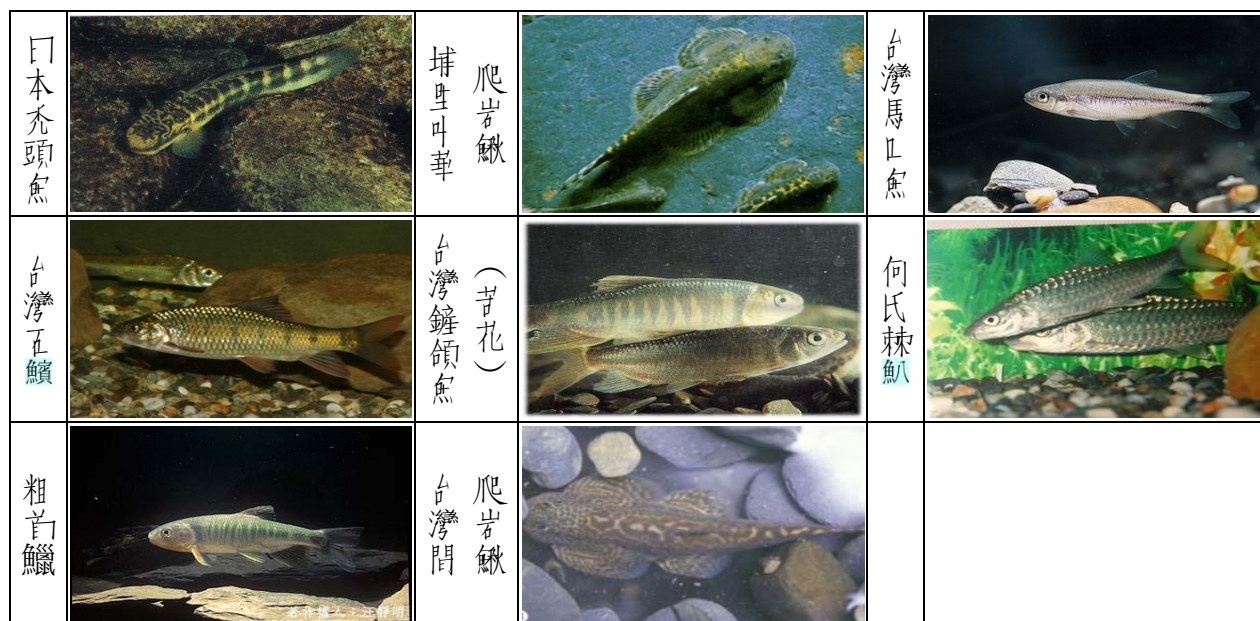 日本禿頭魚
埔里中華
爬岩鰍
台灣馬口魚
台灣石𩼧
台灣鏟頜魚
(苦花)
何氏棘魞
粗首鱲
台灣間
爬岩鰍
著作權人：汪靜明